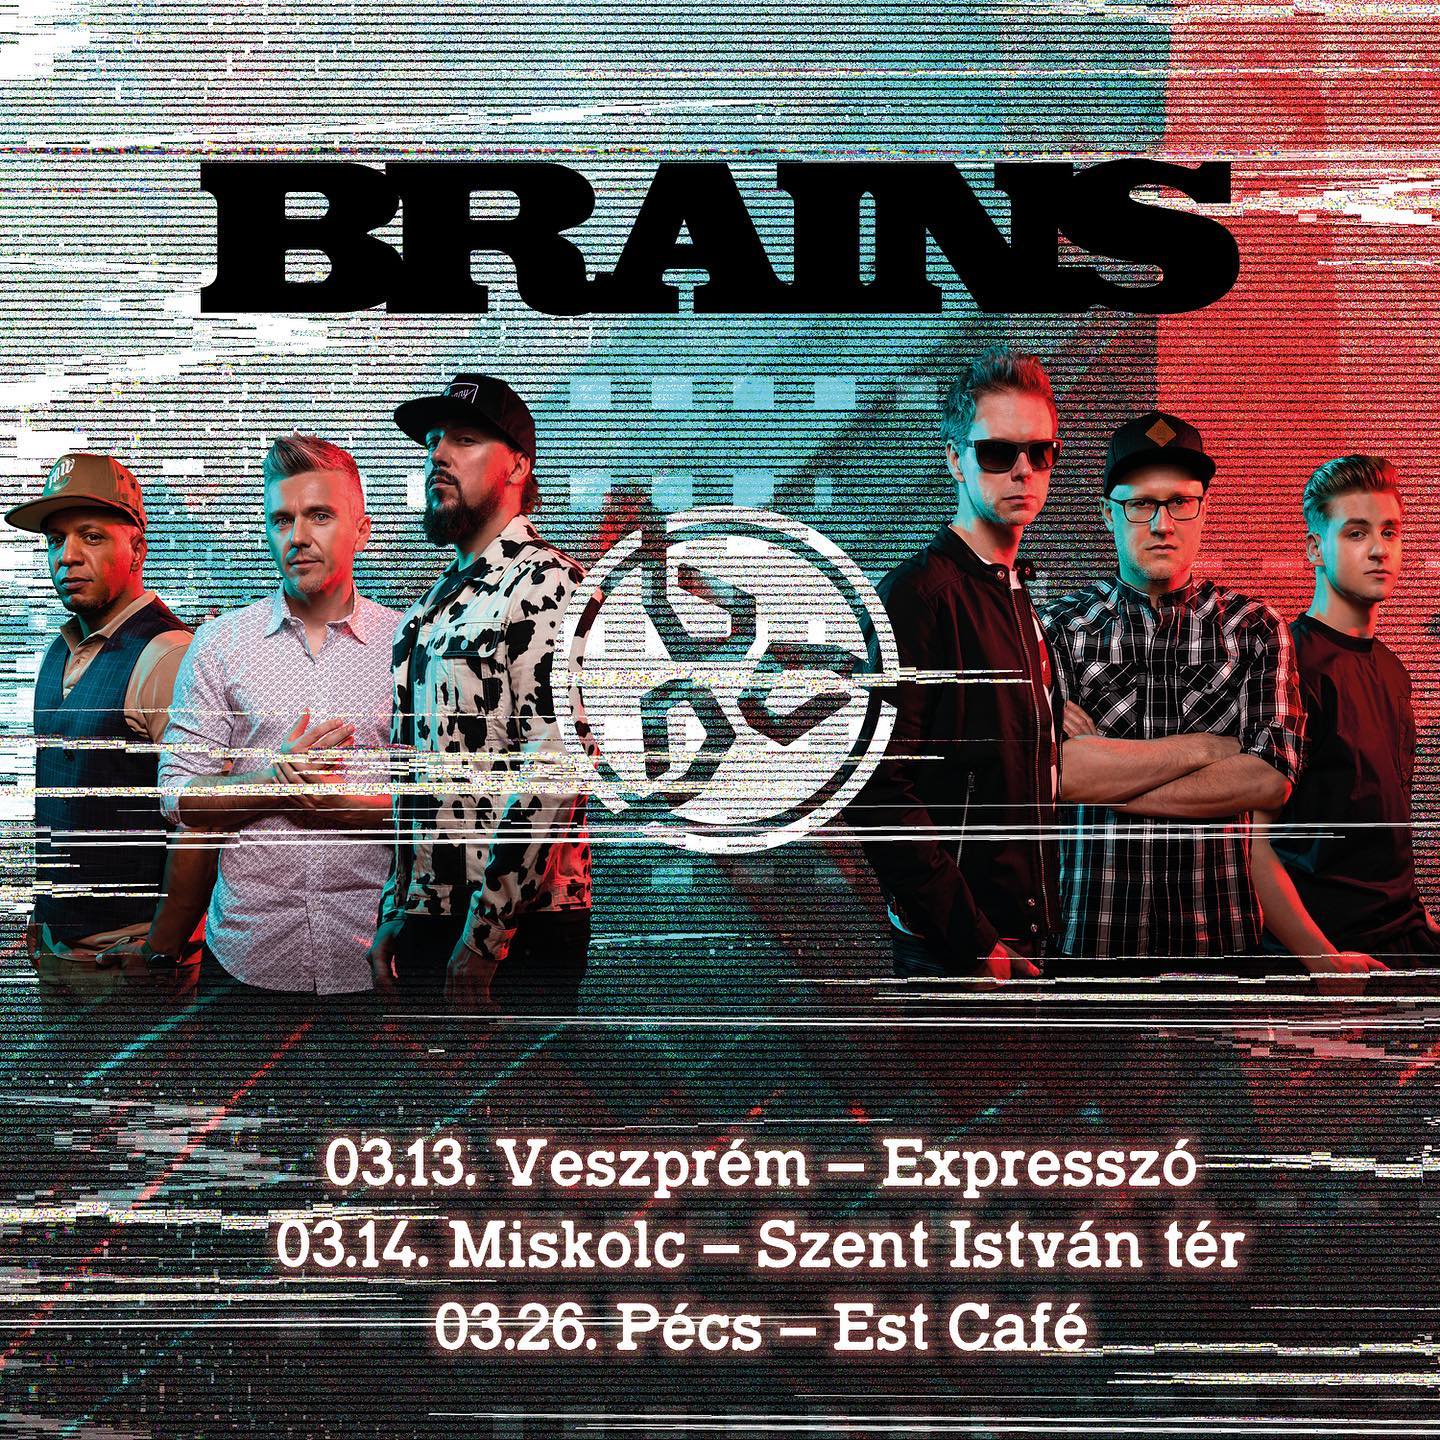 BRAINS
03.13. Veszprém – Expresszó
03.14. Miskolc – Szent István tér
03.26. Pécs – Est Café